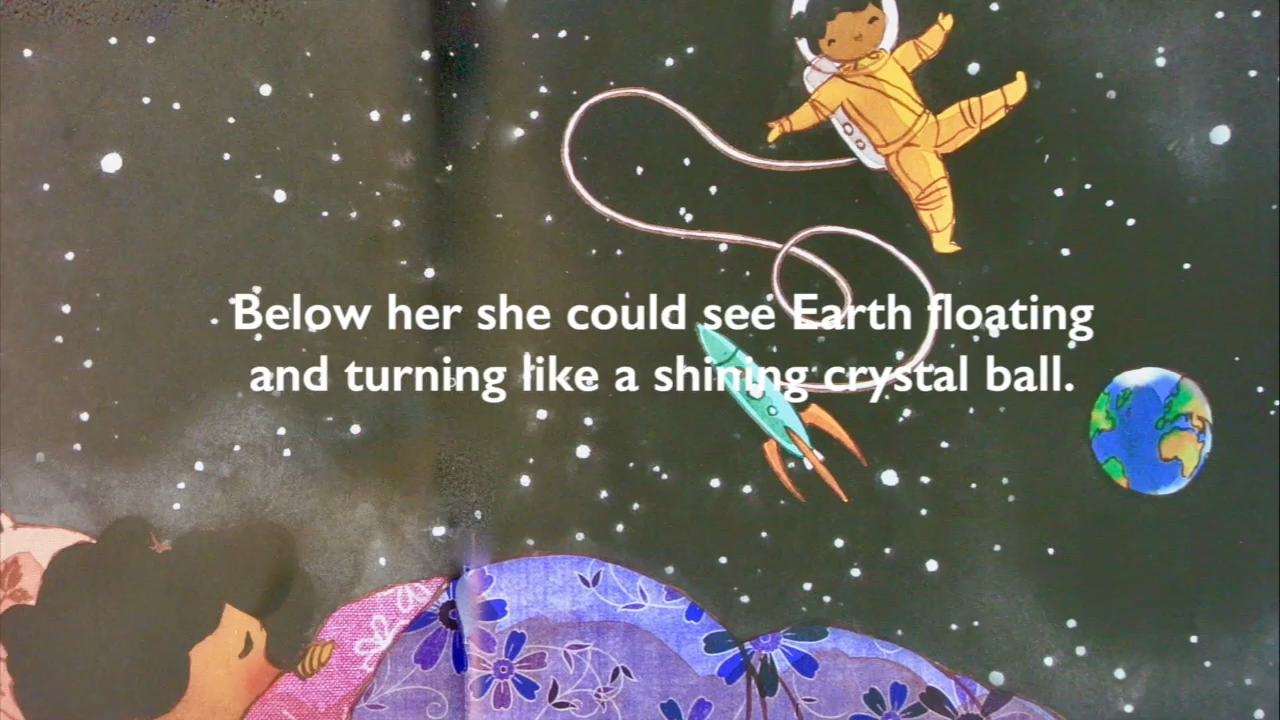 Below her she could see Earth floating
and turning like a shining crystal ball.